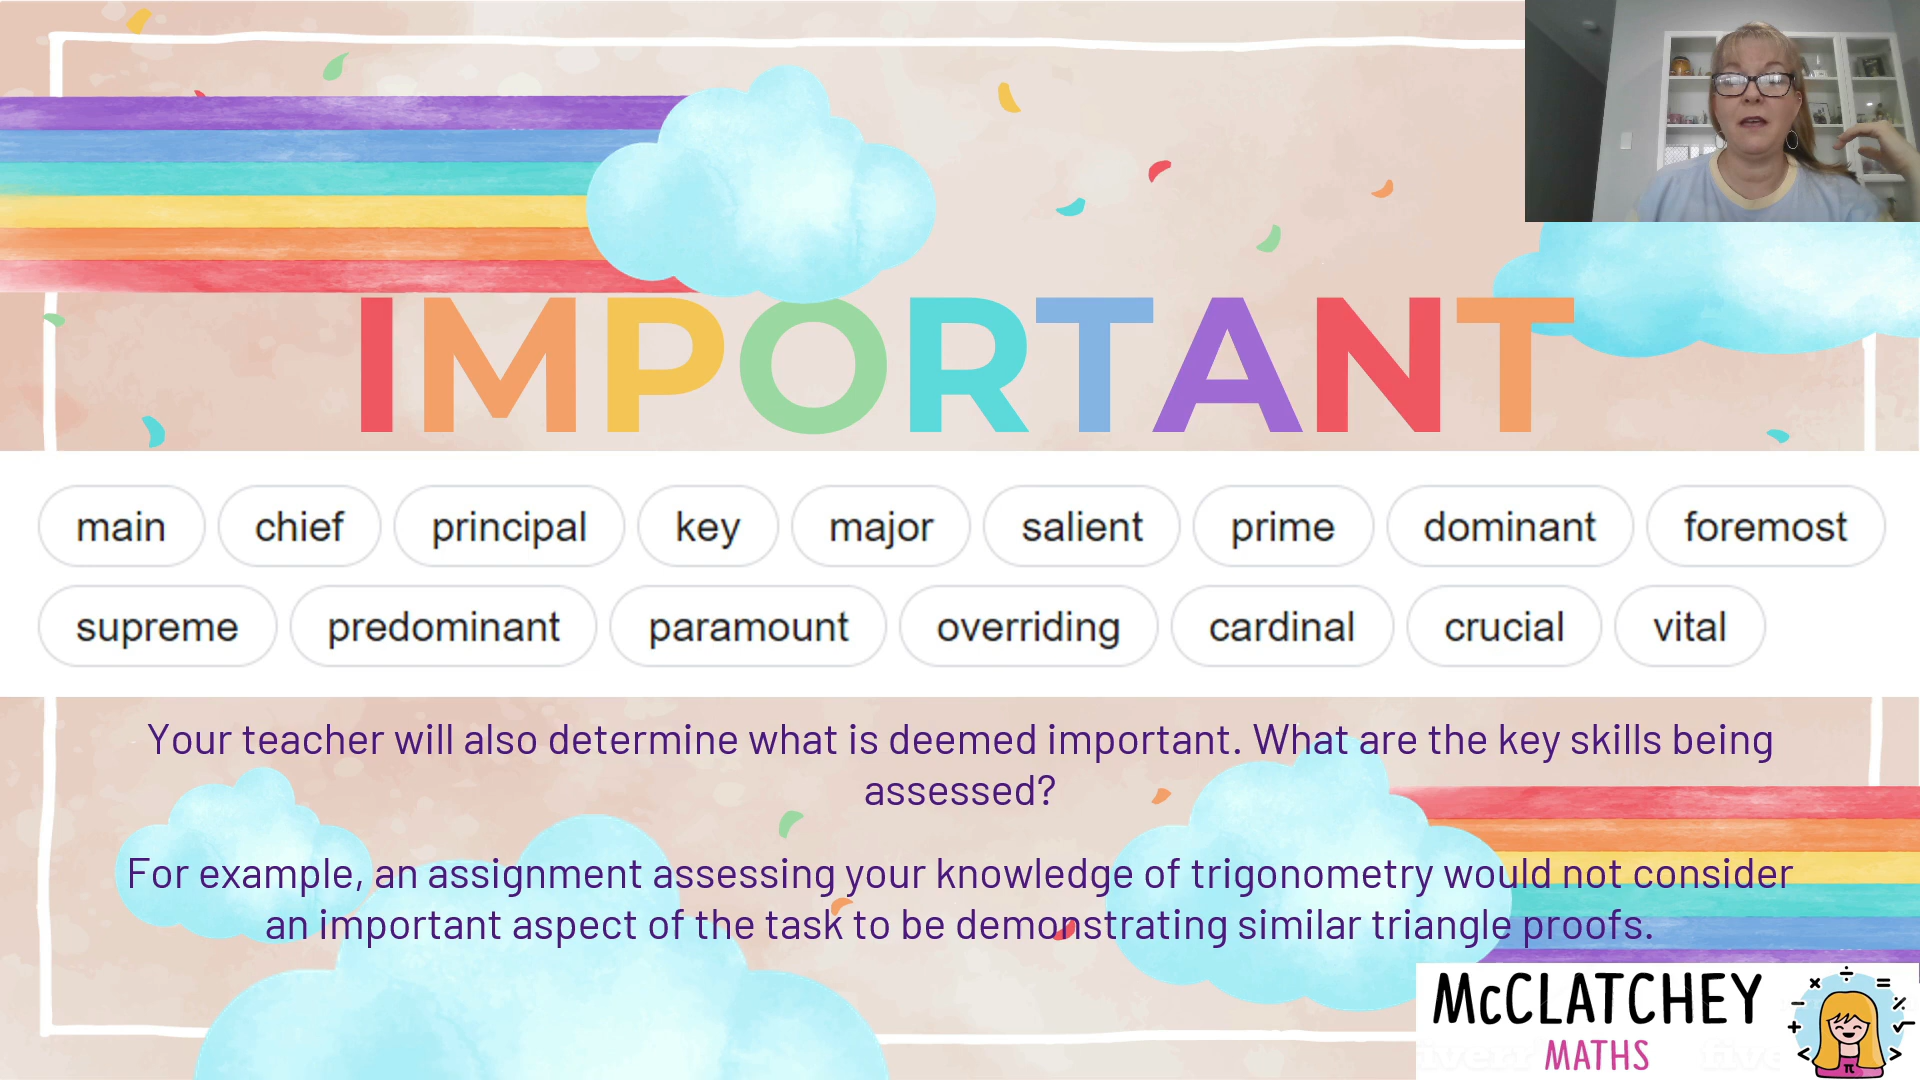 IMPORTANT
main chief principal key major salient prime dominant foremost
supreme predominant paramount overriding cardinal crucial vital
Your teacher will also determine what is deemed important. What are the key skills being
assessed?
For example, an assignment assessing your knowledge of trigonometry would not consider
an important aspect of the task to be demonstrating similar triangle proofs.
McCLATCHEY
MATHS